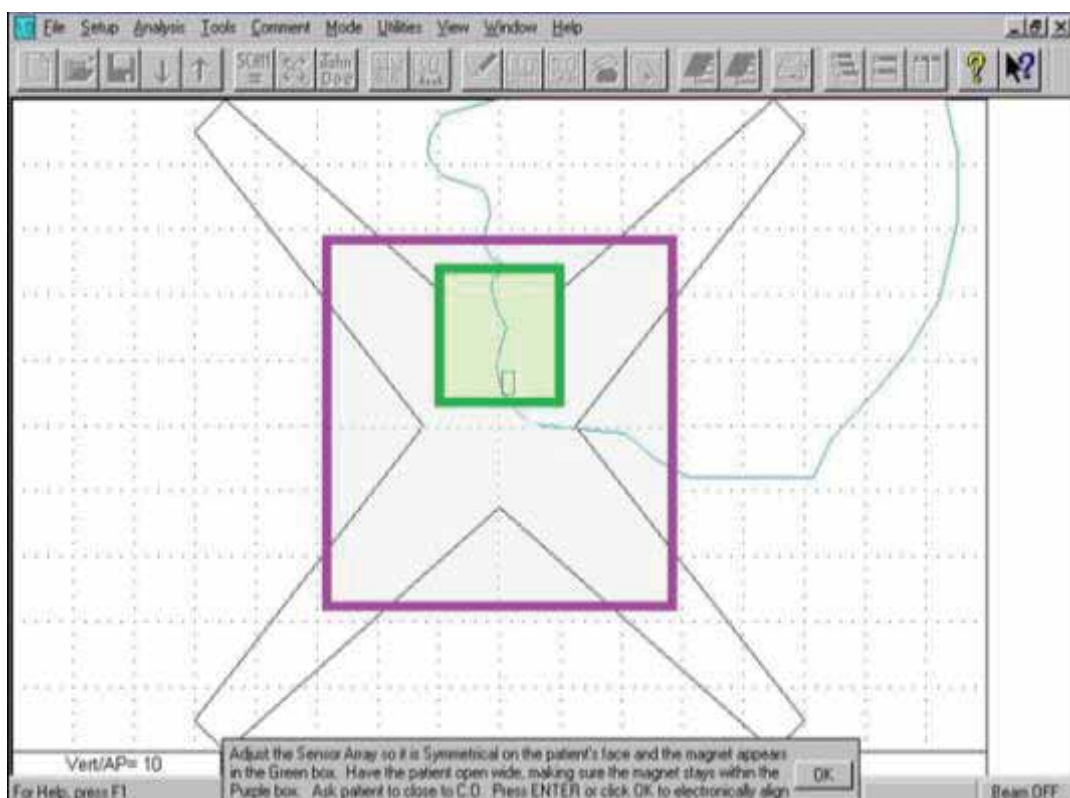 File Setup Analysis Tools Comment Mode Utilities View Window Help
SCAN
John
Doe
Vert/AP= 10
Adjust the Sensor Array so it is Symmetrical on the patient's face and the magnet appears
in the Green box. Have the patient open wide, making sure the magnet stays within the
Purple box. Ask patient to close to C.O. Press ENTER or click OK to electronically align
OK
For Help, press F1
Beam OFF